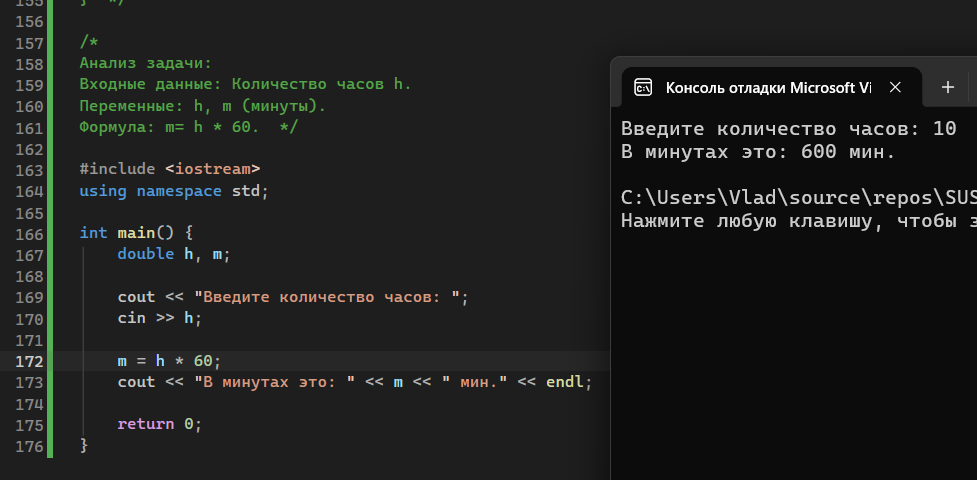 155 } */
156
157 /*
158 Анализ задачи:
159 Входные данные: Количество часов h.
160 Переменные: h, m (минуты).
161 Формула: m= h * 60.  */
162
163 #include <iostream>
164 using namespace std;
165
166 int main() {
167     double h, m;
168
169     cout << "Введите количество часов: ";
170     cin >> h;
171
172     m = h * 60;
173     cout << "В минутах это: " << m << " мин." << endl;
174
175     return 0;
176 }
Консоль отладки Microsoft Vi
Введите количество часов: 10
В минутах это: 600 мин.
C:\Users\Vlad\source\repos\SUS
Нажмите любую клавишу, чтобы з